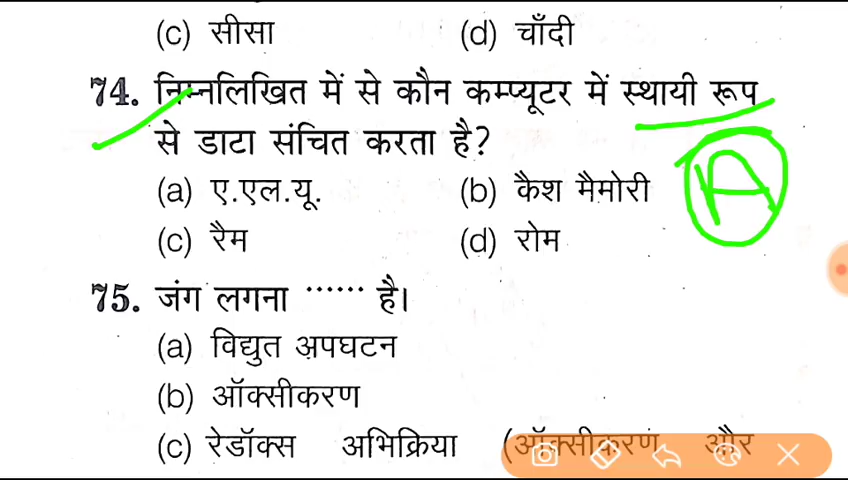 (c) सीसा (d) चाँदी
74. निम्नलिखित में से कौन कम्प्यूटर में स्थायी रूप
से डाटा संचित करता है?
(a) ए.एल.यू. (b) कैश मैमोरी
A
(c) रैम (d) रोम
75. जंग लगना ...... है।
(a) विद्युत अपघटन
(b) ऑक्सीकरण
(c) रेडॉक्स अभिक्रिया (ऑक्सीकरण और